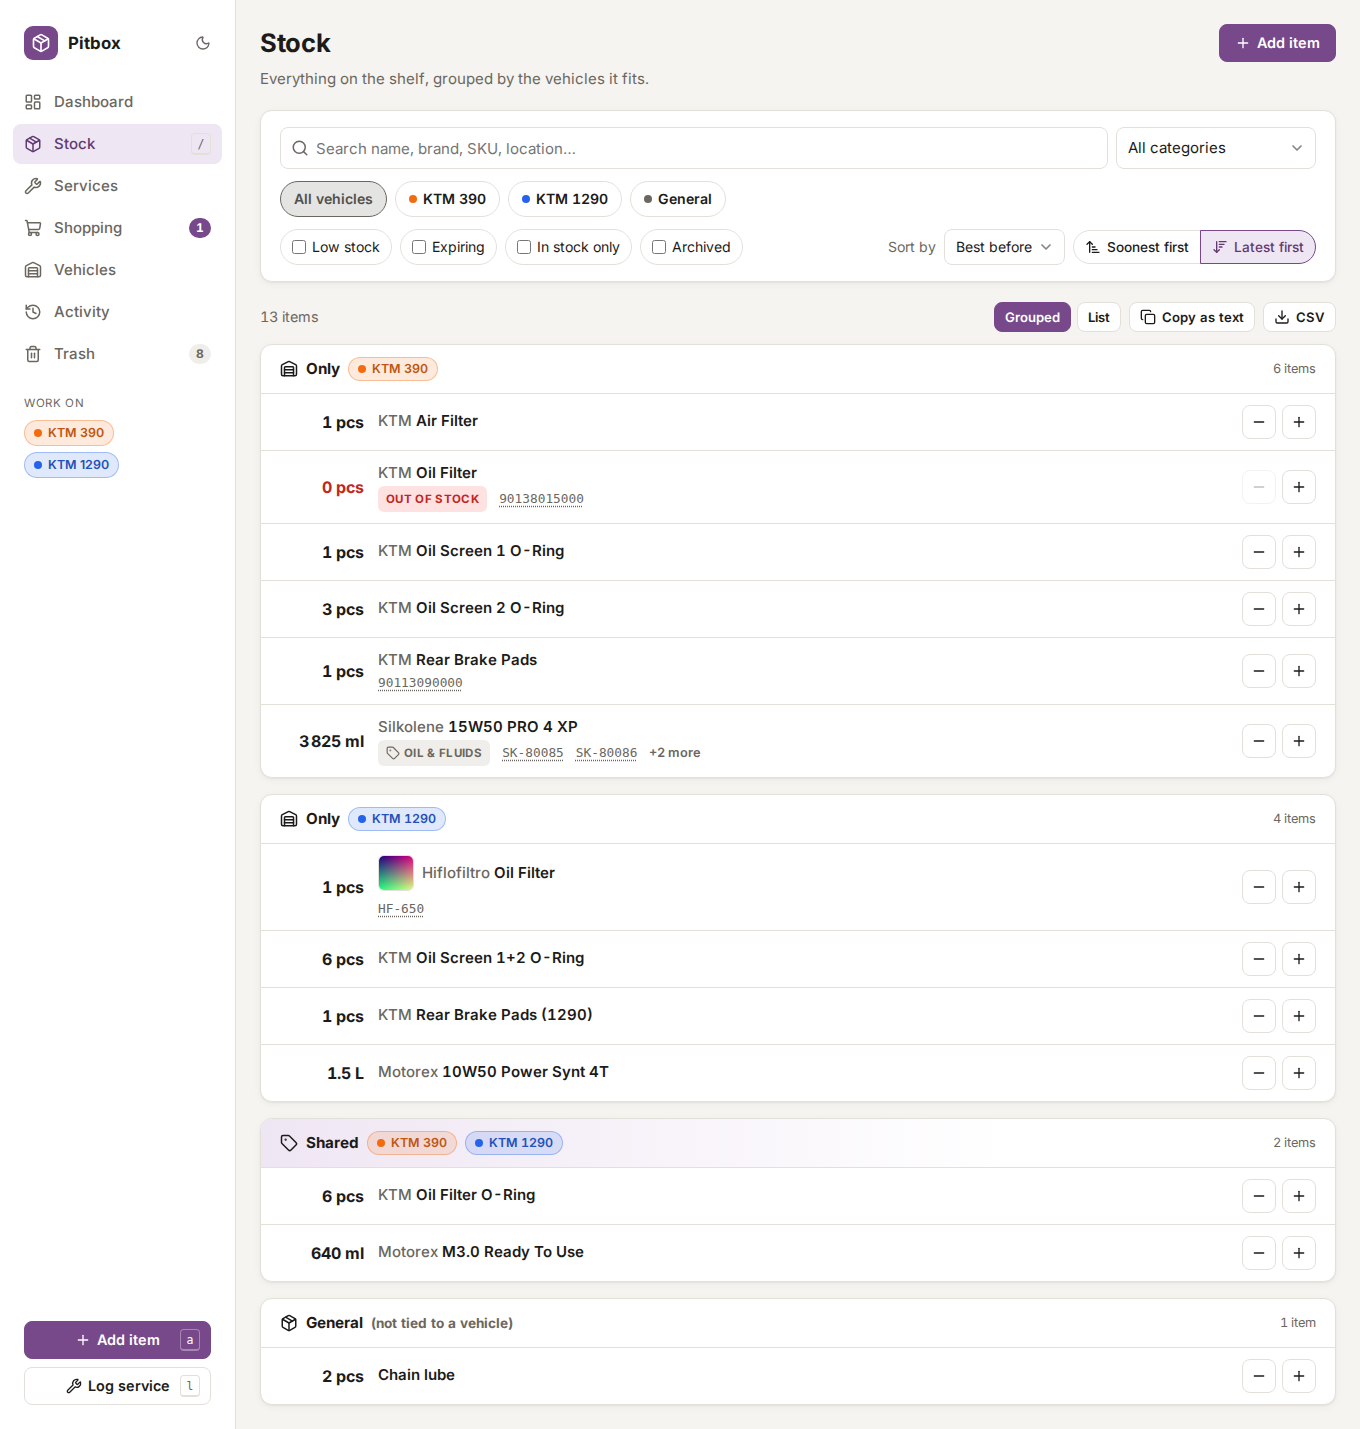 Pitbox
Dashboard
Stock /
Services
Shopping 1
Vehicles
Activity
Trash 8
WORK ON
KTM 390
KTM 1290
+ Add item a
Log service l
Stock
+ Add item
Everything on the shelf, grouped by the vehicles it fits.
Search name, brand, SKU, location...
All categories
All vehicles KTM 390 KTM 1290 General
Low stock Expiring In stock only Archived Sort by Best before Soonest first Latest first
13 items Grouped List Copy as text CSV
Only KTM 390 6 items
1 pcs KTM Air Filter
0 pcs KTM Oil Filter
OUT OF STOCK 90138015000
1 pcs KTM Oil Screen 1 O-Ring
3 pcs KTM Oil Screen 2 O-Ring
1 pcs KTM Rear Brake Pads
90113090000
3 825 ml Silkolene 15W50 PRO 4 XP
OIL & FLUIDS SK-80085 SK-80086 +2 more
Only KTM 1290 4 items
1 pcs Hiflofiltro Oil Filter
HF-650
6 pcs KTM Oil Screen 1+2 O-Ring
1 pcs KTM Rear Brake Pads (1290)
1.5 L Motorex 10W50 Power Synt 4T
Shared KTM 390 KTM 1290 2 items
6 pcs KTM Oil Filter O-Ring
640 ml Motorex M3.0 Ready To Use
General (not tied to a vehicle) 1 item
2 pcs Chain lube